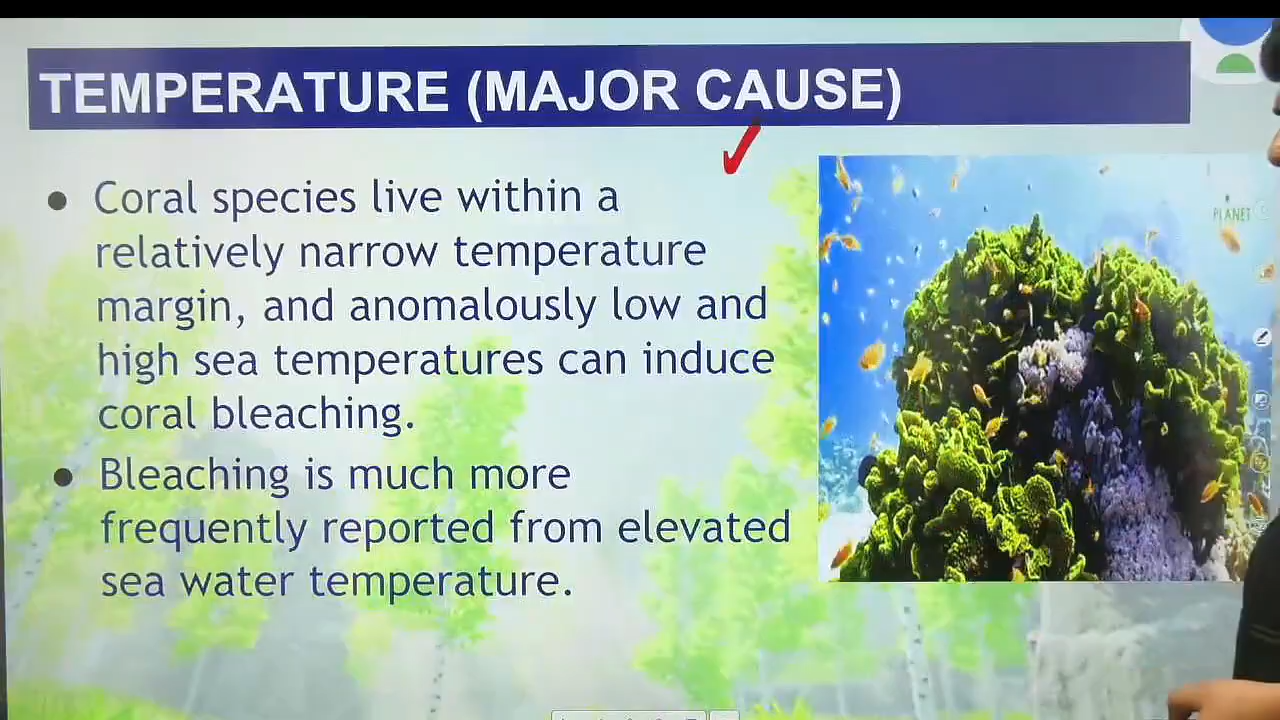 TEMPERATURE (MAJOR CAUSE)
● Coral species live within a
relatively narrow temperature
margin, and anomalously low and
high sea temperatures can induce
coral bleaching.
● Bleaching is much more
frequently reported from elevated
sea water temperature.
PLANET